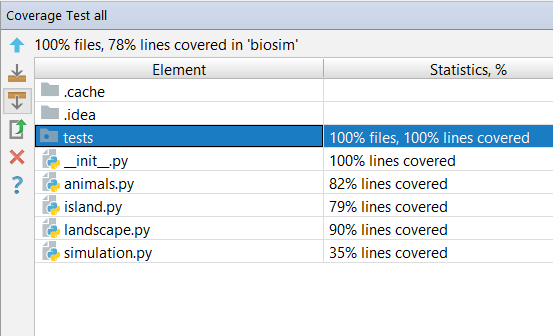 Coverage Test all
100% files, 78% lines covered in 'biosim'
Element Statistics, %
.cache
.idea
tests 100% files, 100% lines covered
__init__.py 100% lines covered
animals.py 82% lines covered
island.py 79% lines covered
landscape.py 90% lines covered
simulation.py 35% lines covered
?